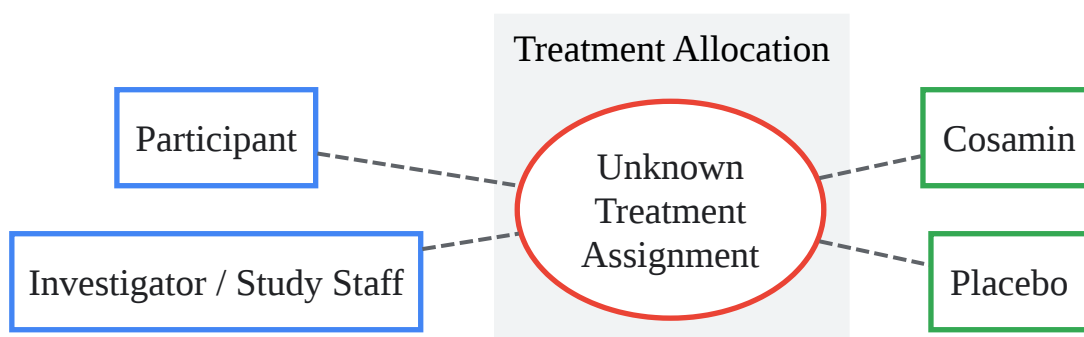 Treatment Allocation
Participant
Investigator / Study Staff
Unknown
Treatment
Assignment
Cosamin
Placebo